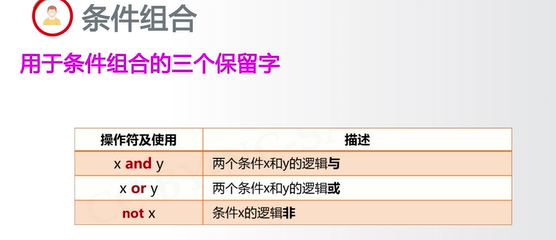 条件组合
用于条件组合的三个保留字
操作符及使用 描述
x and y 两个条件x和y的逻辑与
x or y 两个条件x和y的逻辑或
not x 条件x的逻辑非